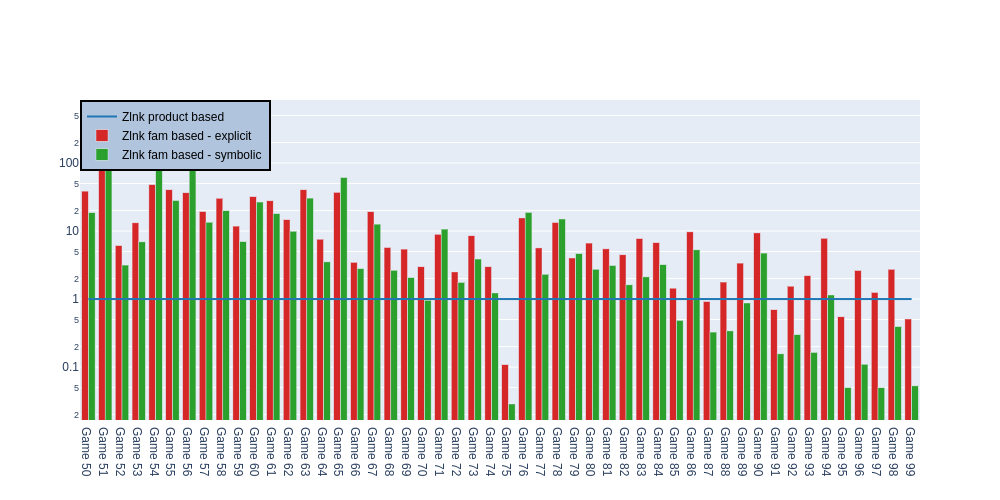 5
2
100
5
2
10
5
2
1
5
2
0.1
5
2
Zlnk product based
Zlnk fam based - explicit
Zlnk fam based - symbolic
Game 50
Game 51
Game 52
Game 53
Game 54
Game 55
Game 56
Game 57
Game 58
Game 59
Game 60
Game 61
Game 62
Game 63
Game 64
Game 65
Game 66
Game 67
Game 68
Game 69
Game 70
Game 71
Game 72
Game 73
Game 74
Game 75
Game 76
Game 77
Game 78
Game 79
Game 80
Game 81
Game 82
Game 83
Game 84
Game 85
Game 86
Game 87
Game 88
Game 89
Game 90
Game 91
Game 92
Game 93
Game 94
Game 95
Game 96
Game 97
Game 98
Game 99